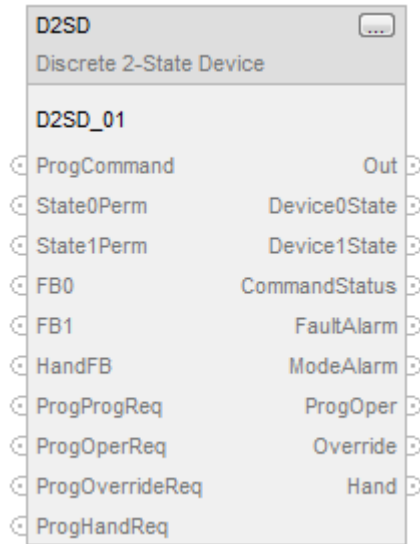 D2SD ...
Discrete 2-State Device
D2SD_01
ProgCommand Out
State0Perm Device0State
State1Perm Device1State
FB0 CommandStatus
FB1 FaultAlarm
HandFB ModeAlarm
ProgProgReq ProgOper
ProgOperReq Override
ProgOverrideReq Hand
ProgHandReq